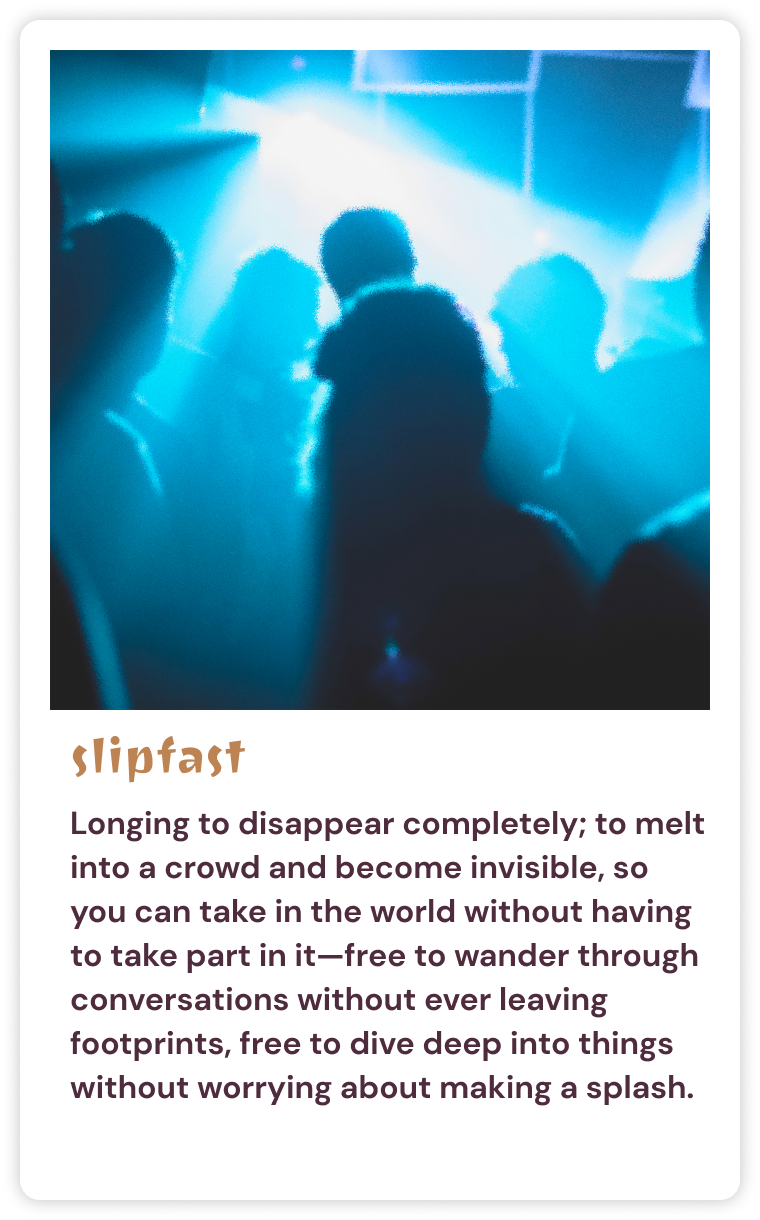 slipfast
Longing to disappear completely; to melt
into a crowd and become invisible, so
you can take in the world without having
to take part in it—free to wander through
conversations without ever leaving
footprints, free to dive deep into things
without worrying about making a splash.